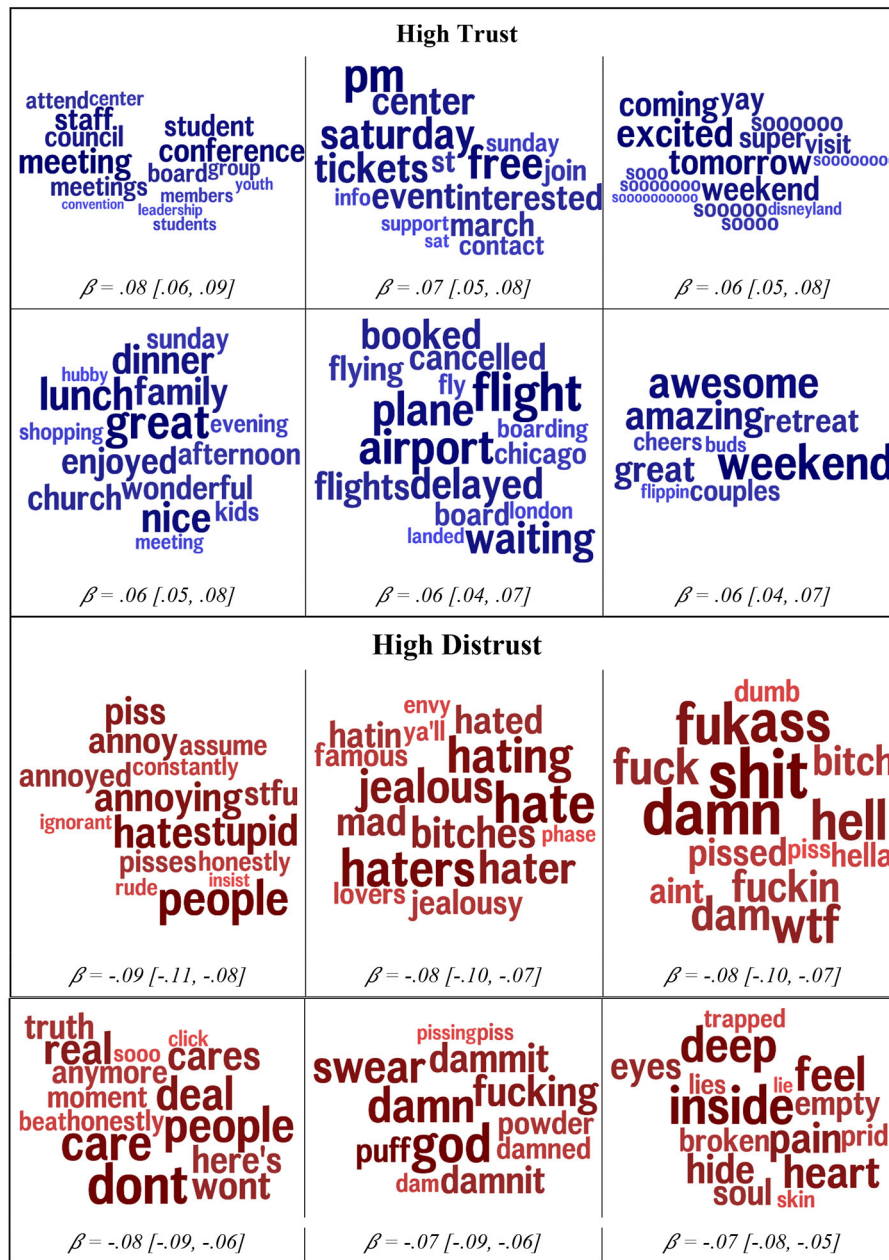 High Trust
attend center
staff
council
student
meeting conference
board group
meetings
members youth
convention
leadership
students
β = .08 [.06, .09]
pm
center
saturday sunday
tickets st free join
info event interested
support march
sat contact
β = .07 [.05, .08]
coming yay
soooooo
excited super visit
tomorrow soooooooo
sooo
sooooooo weekend
soooooooooo
sooooo disneyland
soooo
β = .06 [.05, .08]
sunday
dinner
hubby
lunch family
great evening
shopping
enjoyed afternoon
church wonderful
nice kids
meeting
β = .06 [.05, .08]
booked
flying cancelled
fly flight
plane boarding
airport chicago
flights delayed
board london
landed waiting
β = .06 [.04, .07]
awesome
amazing retreat
cheers buds
great weekend
flippin couples
β = .06 [.04, .07]
High Distrust
piss
annoy assume
annoyed constantly
annoying stfu
ignorant hate stupid
pisses honestly
rude insist
people
β = -.09 [-.11, -.08]
envy
hatin ya'll hated
famous hating
jealous hate
mad bitches phase
haters hater
lovers jealousy
β = -.08 [-.10, -.07]
dumb
fuk ass
fuck shit bitch
damn hell
pissed piss hella
aint fuckin
dam wtf
β = -.08 [-.10, -.07]
truth click
real sooo cares
anymore
moment deal
beat honestly people
care here's
dont wont
β = -.08 [-.09, -.06]
pissing piss
swear dammit
damn fucking
powder
puff god damned
dam damnit
β = -.07 [-.09, -.06]
trapped
deep
eyes lies lie feel
inside empty
broken pain prid
hide heart
soul skin
β = -.07 [-.08, -.05]